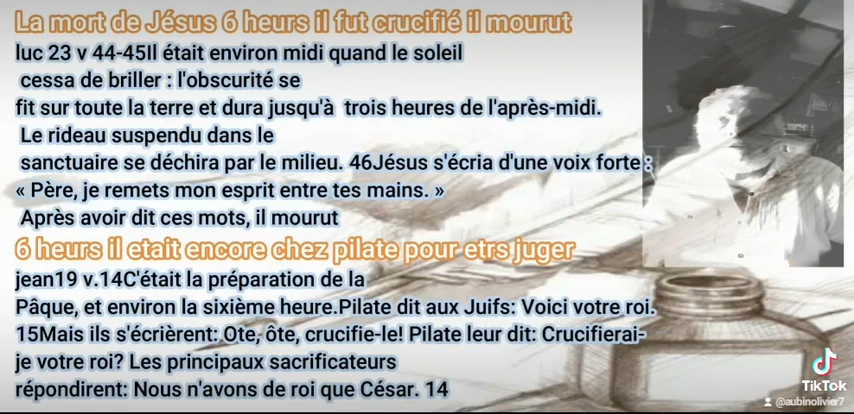 La mort de Jésus 6 heurs il fut crucifié il mourut
luc 23 v 44-45Il était environ midi quand le soleil
cessa de briller : l'obscurité se
fit sur toute la terre et dura jusqu'à trois heures de l'après-midi.
Le rideau suspendu dans le
sanctuaire se déchira par le milieu. 46Jésus s'écria d'une voix forte :
« Père, je remets mon esprit entre tes mains. »
Après avoir dit ces mots, il mourut
6 heurs il etait encore chez pilate pour etrs juger
jean19 v.14C'était la préparation de la
Pâque, et environ la sixième heure.Pilate dit aux Juifs: Voici votre roi.
15Mais ils s'écrièrent: Ote, ôte, crucifie-le! Pilate leur dit: Crucifierai-
je votre roi? Les principaux sacrificateurs
répondirent: Nous n'avons de roi que César. 14
TikTok
@aubinolivier7